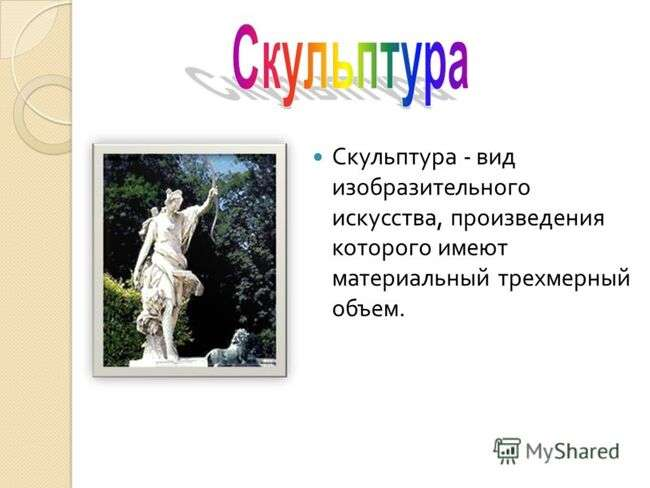 Скульптура
Скульптура - вид
изобразительного
искусства, произведения
которого имеют
материальный трехмерный
объем.
MyShared